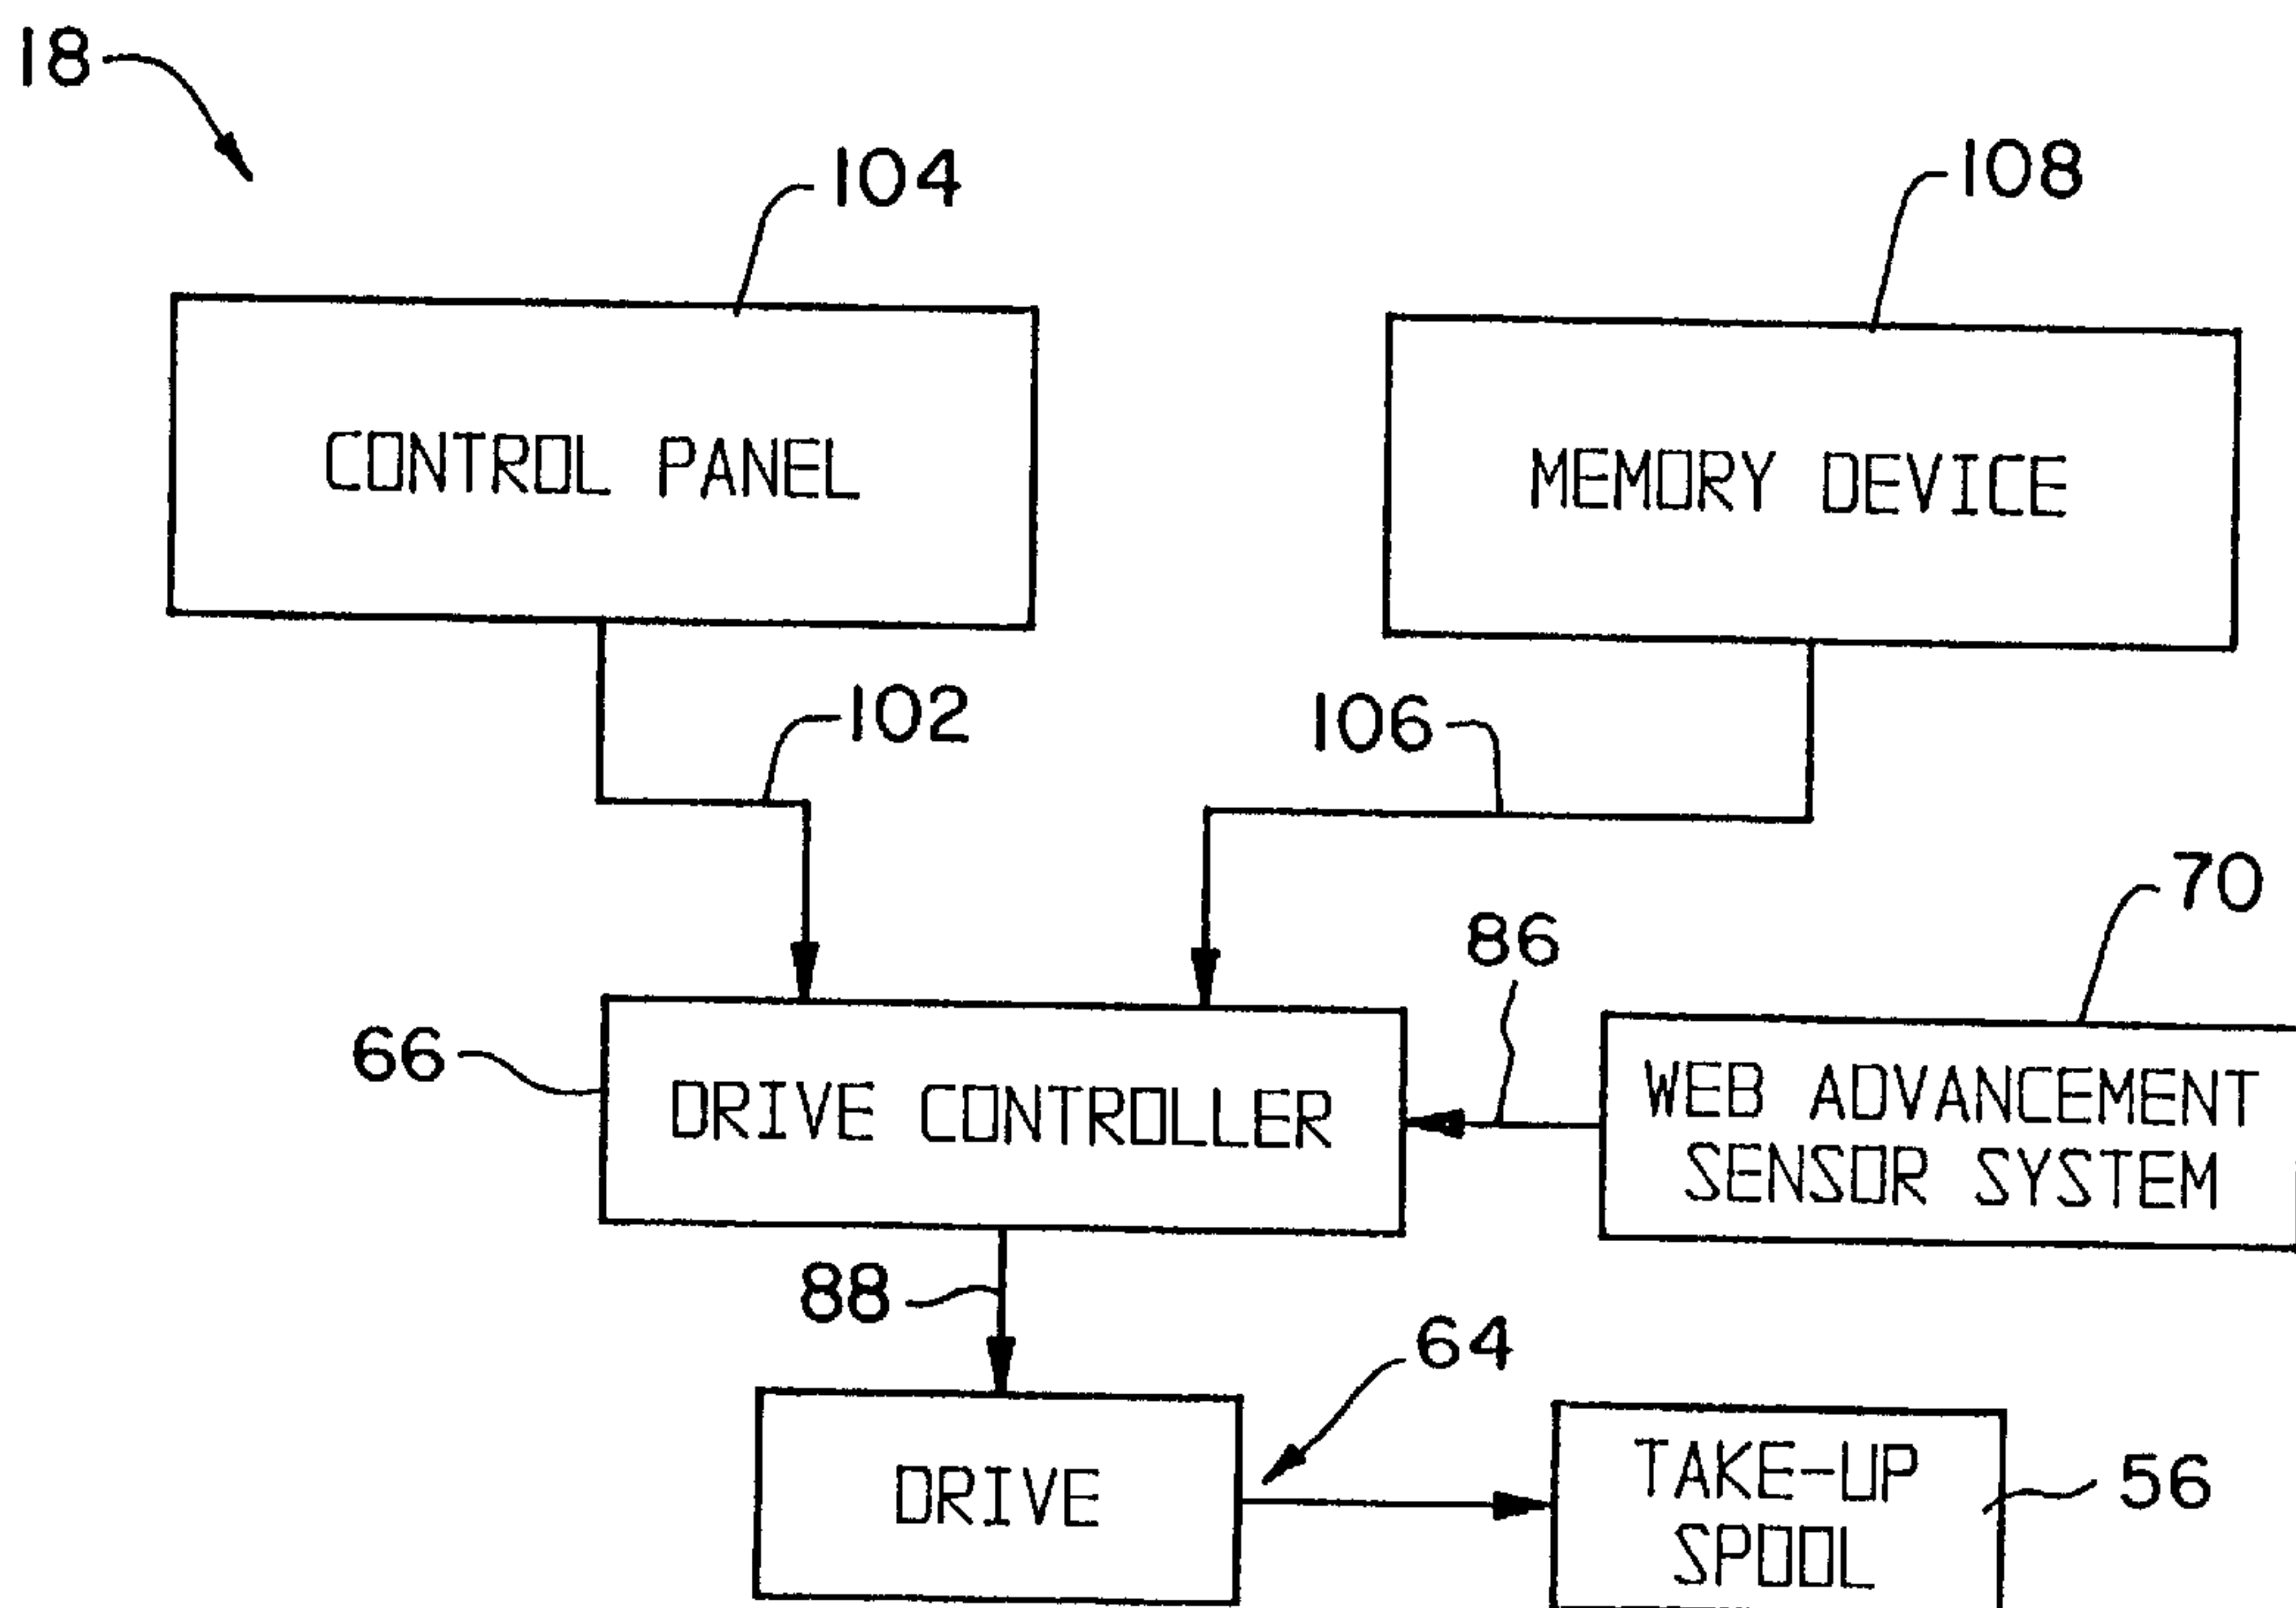 18
104
108
CONTROL PANEL
MEMORY DEVICE
102
106
70
86
66
DRIVE CONTROLLER
WEB ADVANCEMENT
SENSOR SYSTEM
88
64
DRIVE
TAKE-UP
SPOOL
56